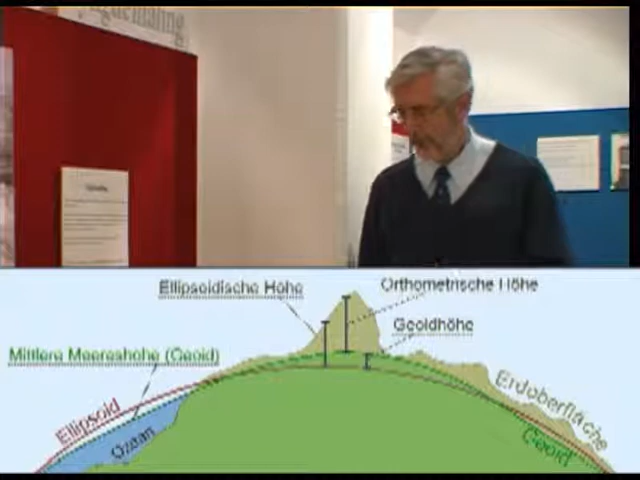 Ellipsoidische Höhe
Orthometrische Höhe
Geoidhöhe
Mittlere Meereshöhe (Geoid)
Ellipsoid
Ozean
Erdoberfläche
Geoid